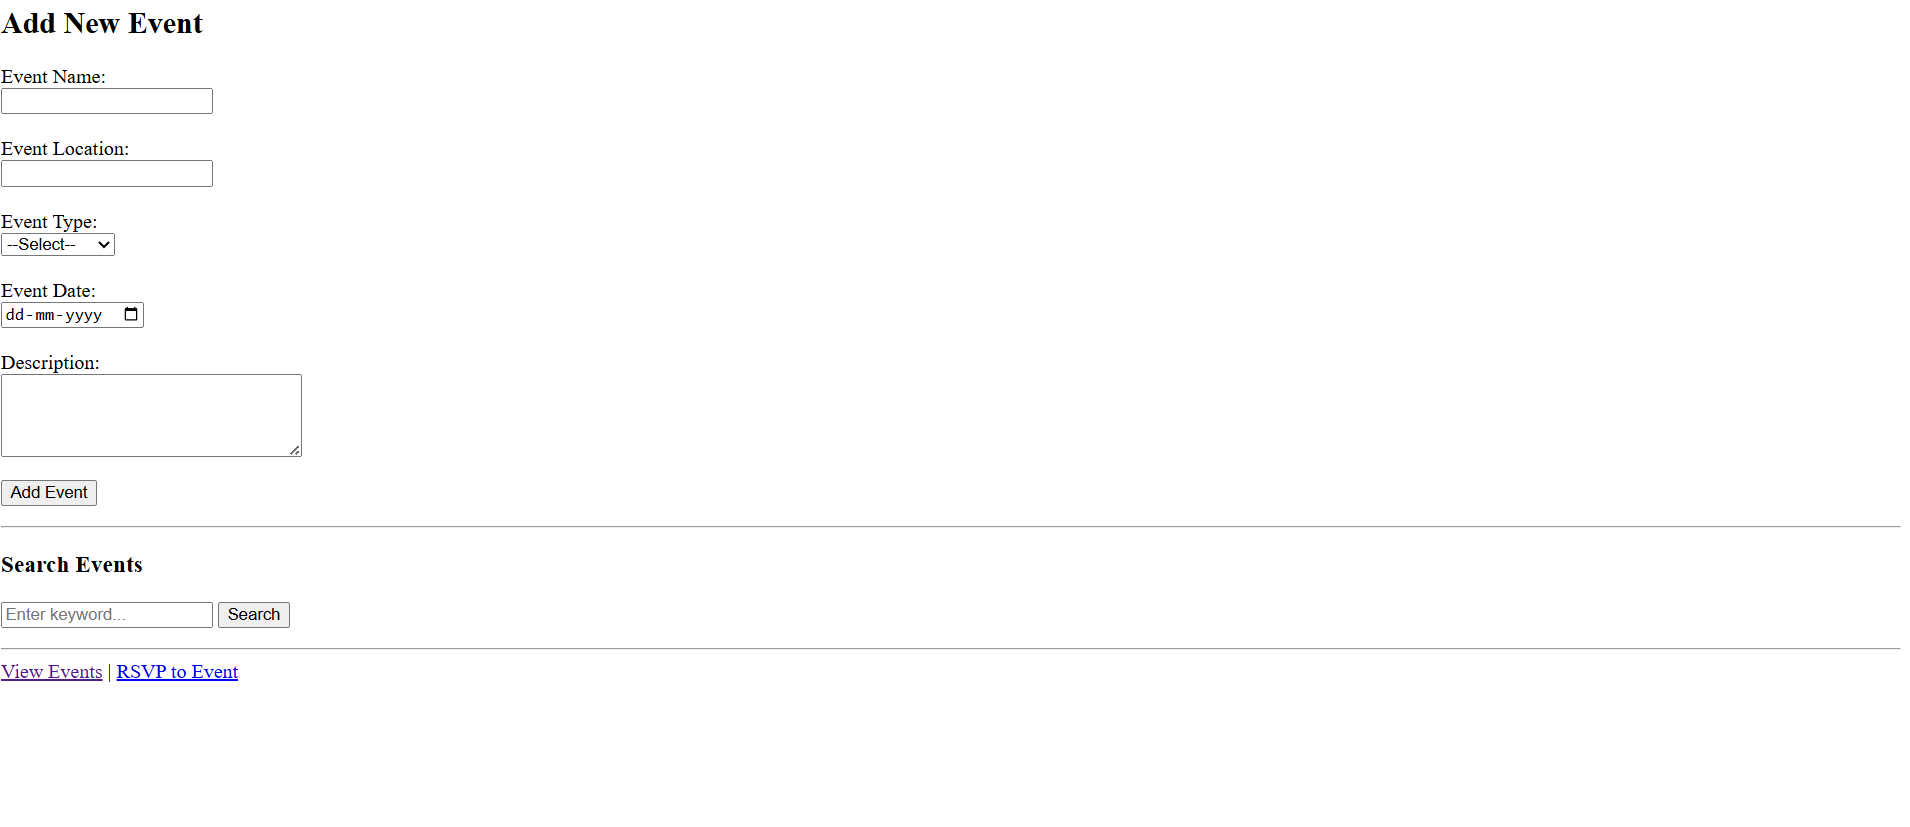 Add New Event
Event Name:
Event Location:
Event Type:
--Select--
Event Date:
dd-mm-yyyy
Description:
Add Event
Search Events
Enter keyword... Search
View Events | RSVP to Event